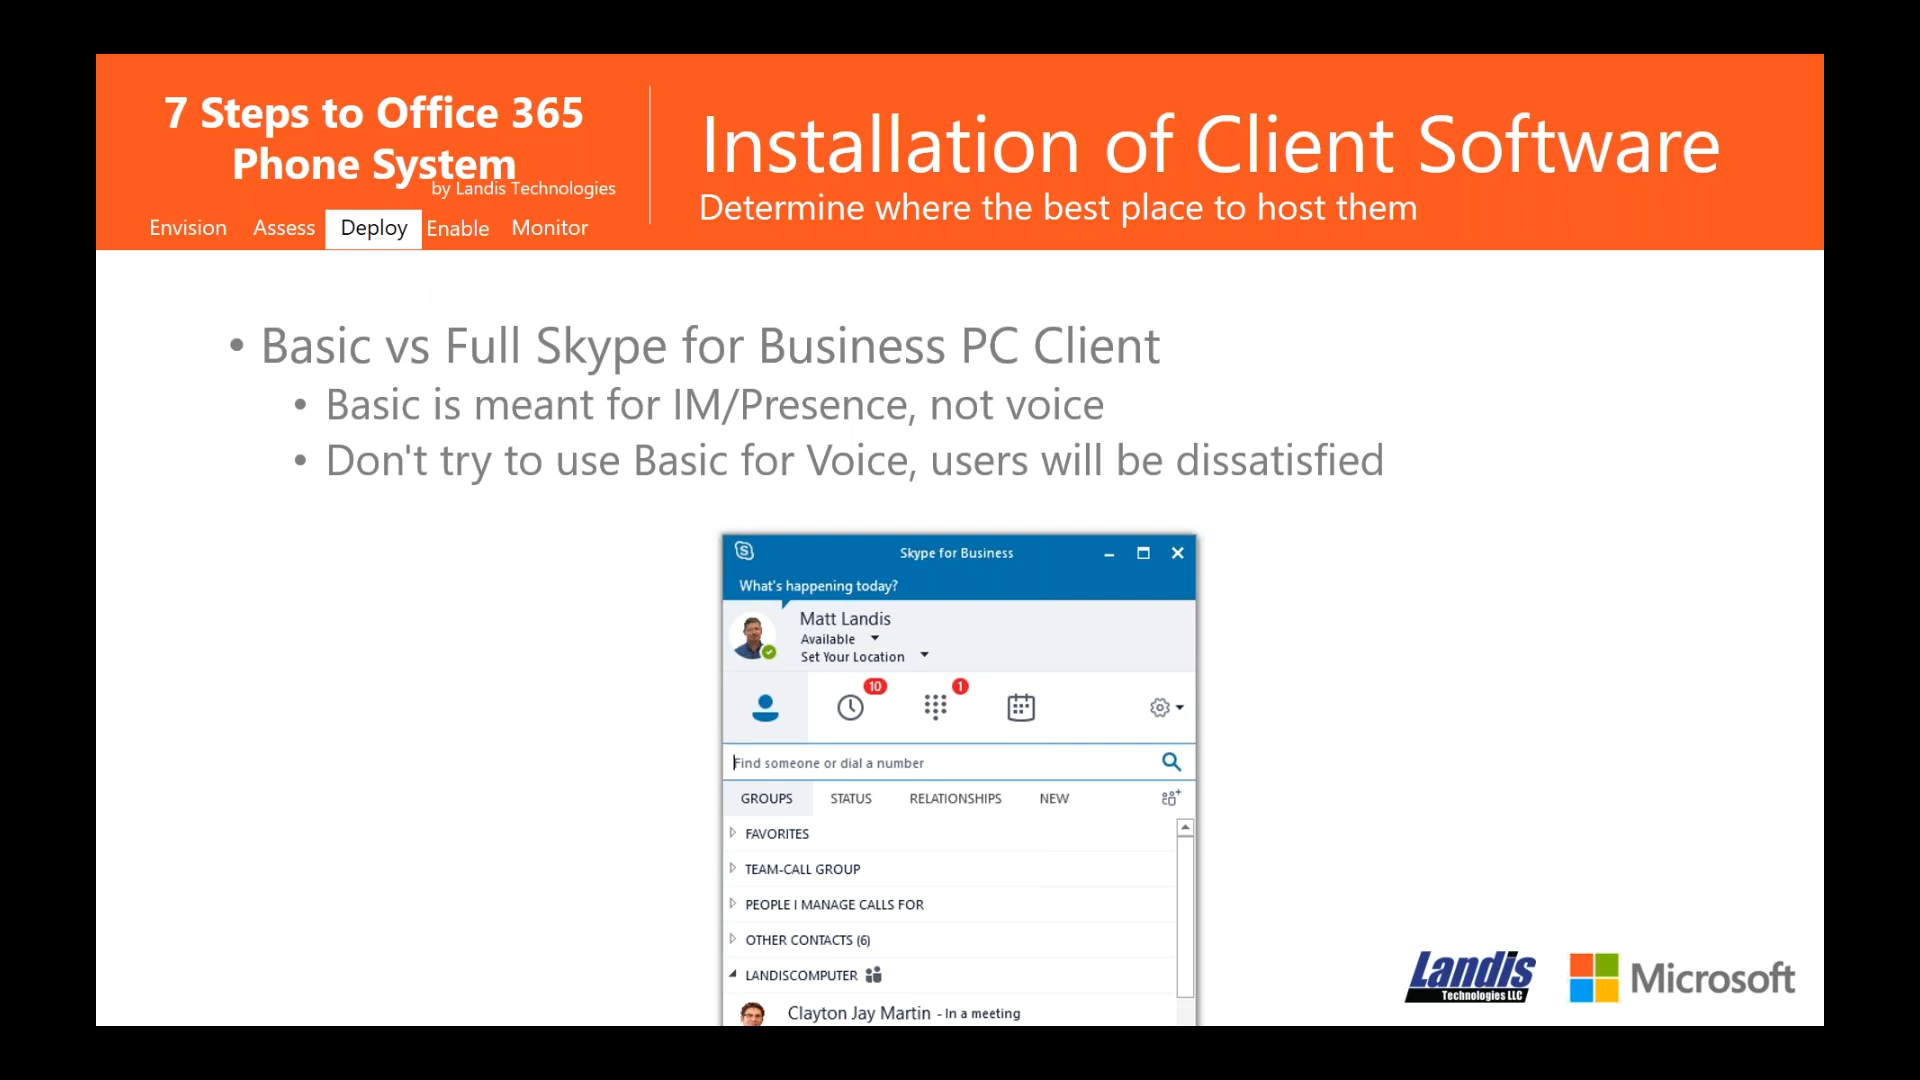 7 Steps to Office 365
Phone System
by Landis Technologies
Envision Assess Deploy Enable Monitor
Installation of Client Software
Determine where the best place to host them
• Basic vs Full Skype for Business PC Client
• Basic is meant for IM/Presence, not voice
• Don't try to use Basic for Voice, users will be dissatisfied
Skype for Business
What's happening today?
Matt Landis
Available
Set Your Location
10 1
Find someone or dial a number
GROUPS STATUS RELATIONSHIPS NEW
FAVORITES
TEAM-CALL GROUP
PEOPLE I MANAGE CALLS FOR
OTHER CONTACTS (6)
LANDISCOMPUTER
Clayton Jay Martin - In a meeting
Landis
Technologies LLC
Microsoft